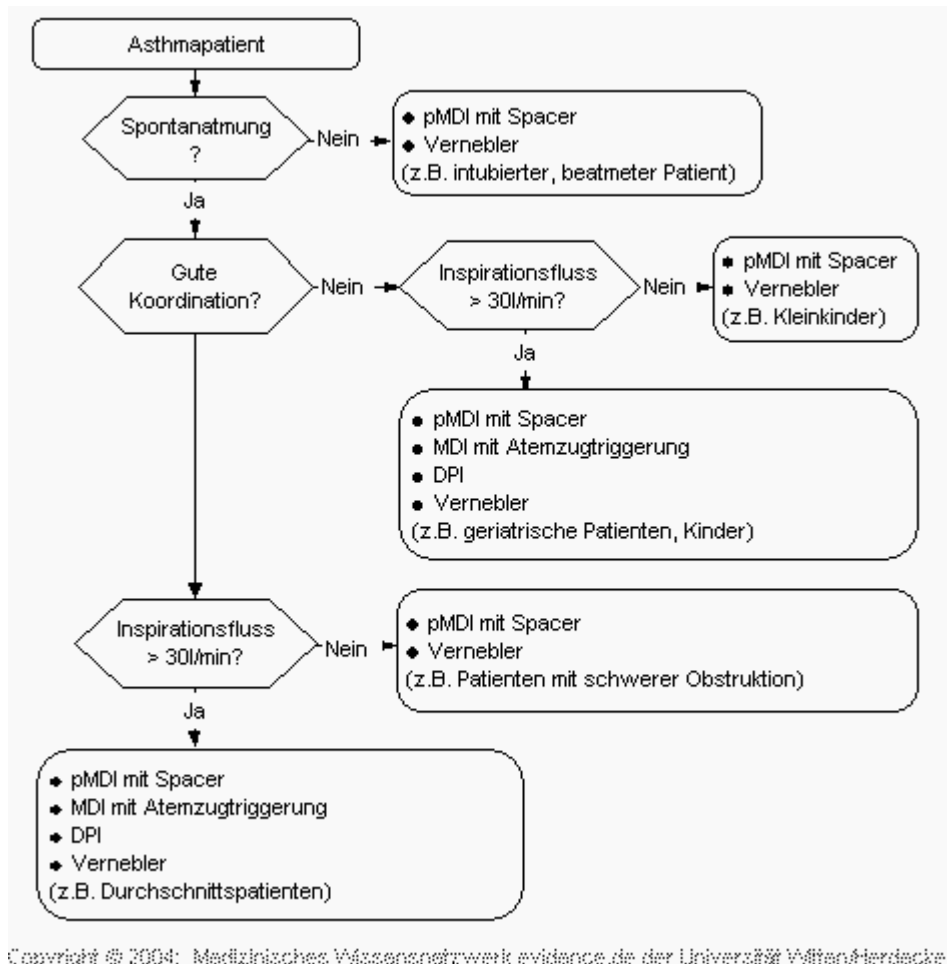 Asthmapatient
Spontanatmung
?
Nein
◆ pMDI mit Spacer
◆ Vernebler
(z.B. intubierter, beatmeter Patient)
Ja
Gute
Koordination?
Nein
Inspirationsfluss
> 30l/min?
Nein
● pMDI mit Spacer
● Vernebler
(z.B. Kleinkinder)
Ja
● pMDI mit Spacer
● MDI mit Atemzugtriggerung
● DPI
● Vernebler
(z.B. geriatrische Patienten, Kinder)
Inspirationsfluss
> 30l/min?
Nein
◆ pMDI mit Spacer
◆ Vernebler
(z.B. Patienten mit schwerer Obstruktion)
Ja
◆ pMDI mit Spacer
◆ MDI mit Atemzugtriggerung
◆ DPI
◆ Vernebler
(z.B. Durchschnittspatienten)
Copyright © 2004: Medizinisches Wissensnetzwerk evidence.de der Universität Witten/Herdecke